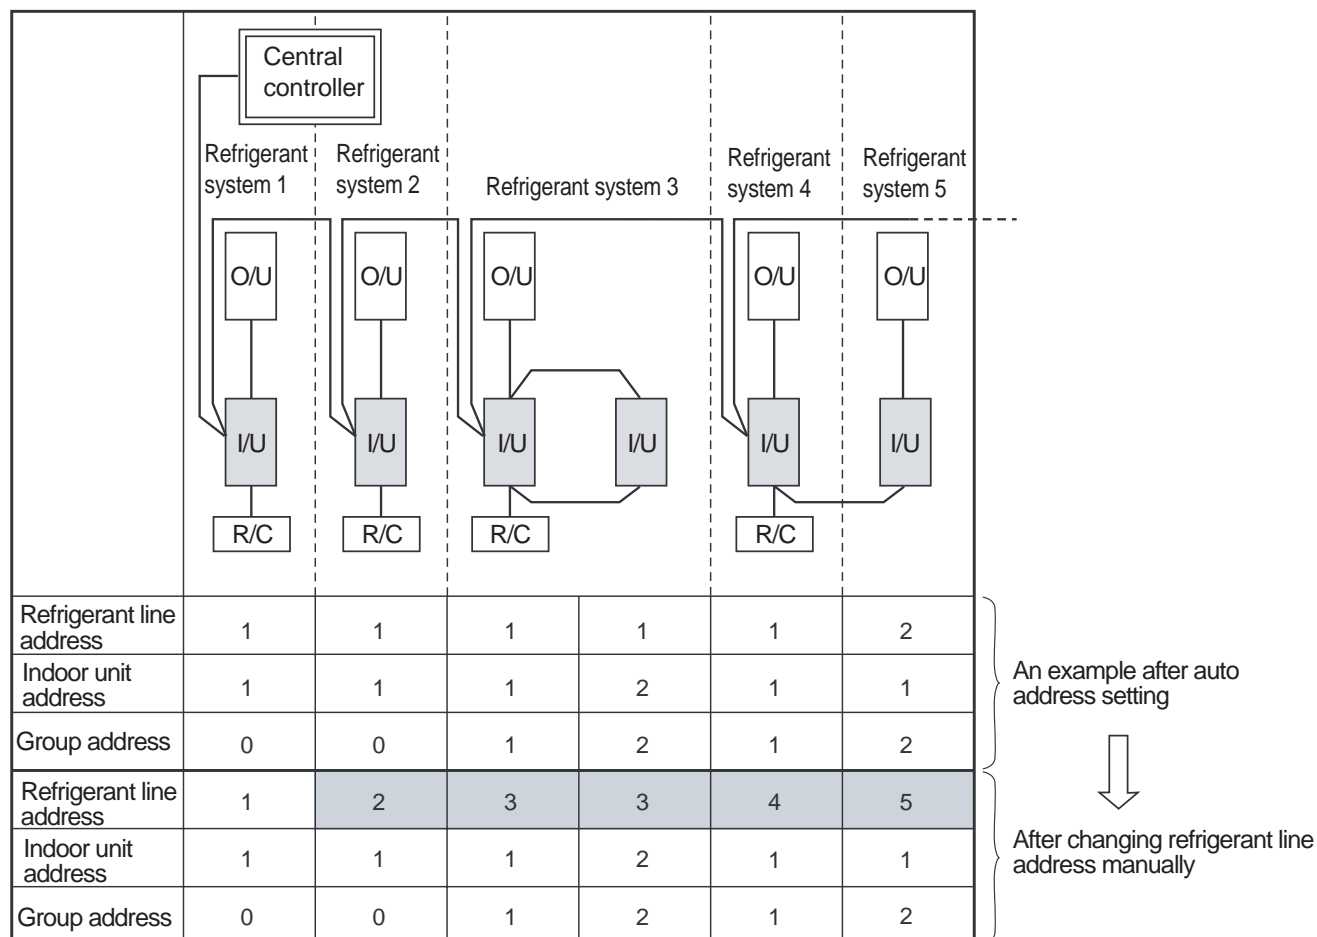 Central
controller
Refrigerant
system 1
Refrigerant
system 2
Refrigerant system 3
Refrigerant
system 4
Refrigerant
system 5
O/U
O/U
O/U
O/U
O/U
I/U
I/U
I/U
I/U
I/U
I/U
R/C
R/C
R/C
R/C
Refrigerant line
address
1 1 1 1 1 2
Indoor unit
address
1 1 1 2 1 1
Group address 0 0 1 2 1 2
An example after auto
address setting
Refrigerant line
address
1 2 3 3 4 5
Indoor unit
address
1 1 1 2 1 1
Group address 0 0 1 2 1 2
After changing refrigerant line
address manually